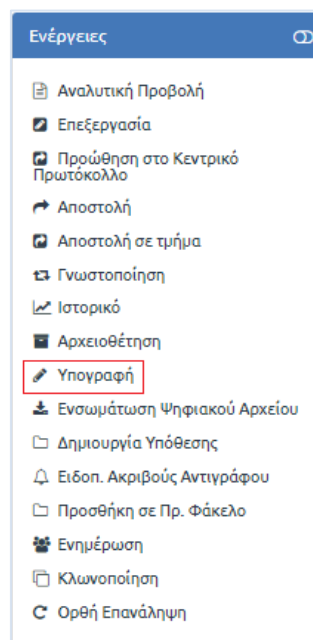 Ενέργειες
Αναλυτική Προβολή
Επεξεργασία
Προώθηση στο Κεντρικό
Πρωτόκολλο
Αποστολή
Αποστολή σε τμήμα
Γνωστοποίηση
Ιστορικό
Αρχειοθέτηση
Υπογραφή
Ενσωμάτωση Ψηφιακού Αρχείου
Δημιουργία Υπόθεσης
Ειδοπ. Ακριβούς Αντιγράφου
Προσθήκη σε Πρ. Φάκελο
Ενημέρωση
Κλωνοποίηση
Ορθή Επανάληψη